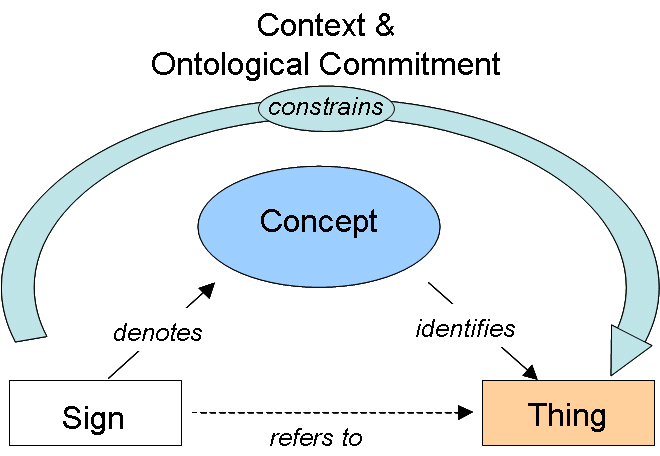 Context &
Ontological Commitment
constrains
Concept
denotes
identifies
Sign
Thing
refers to